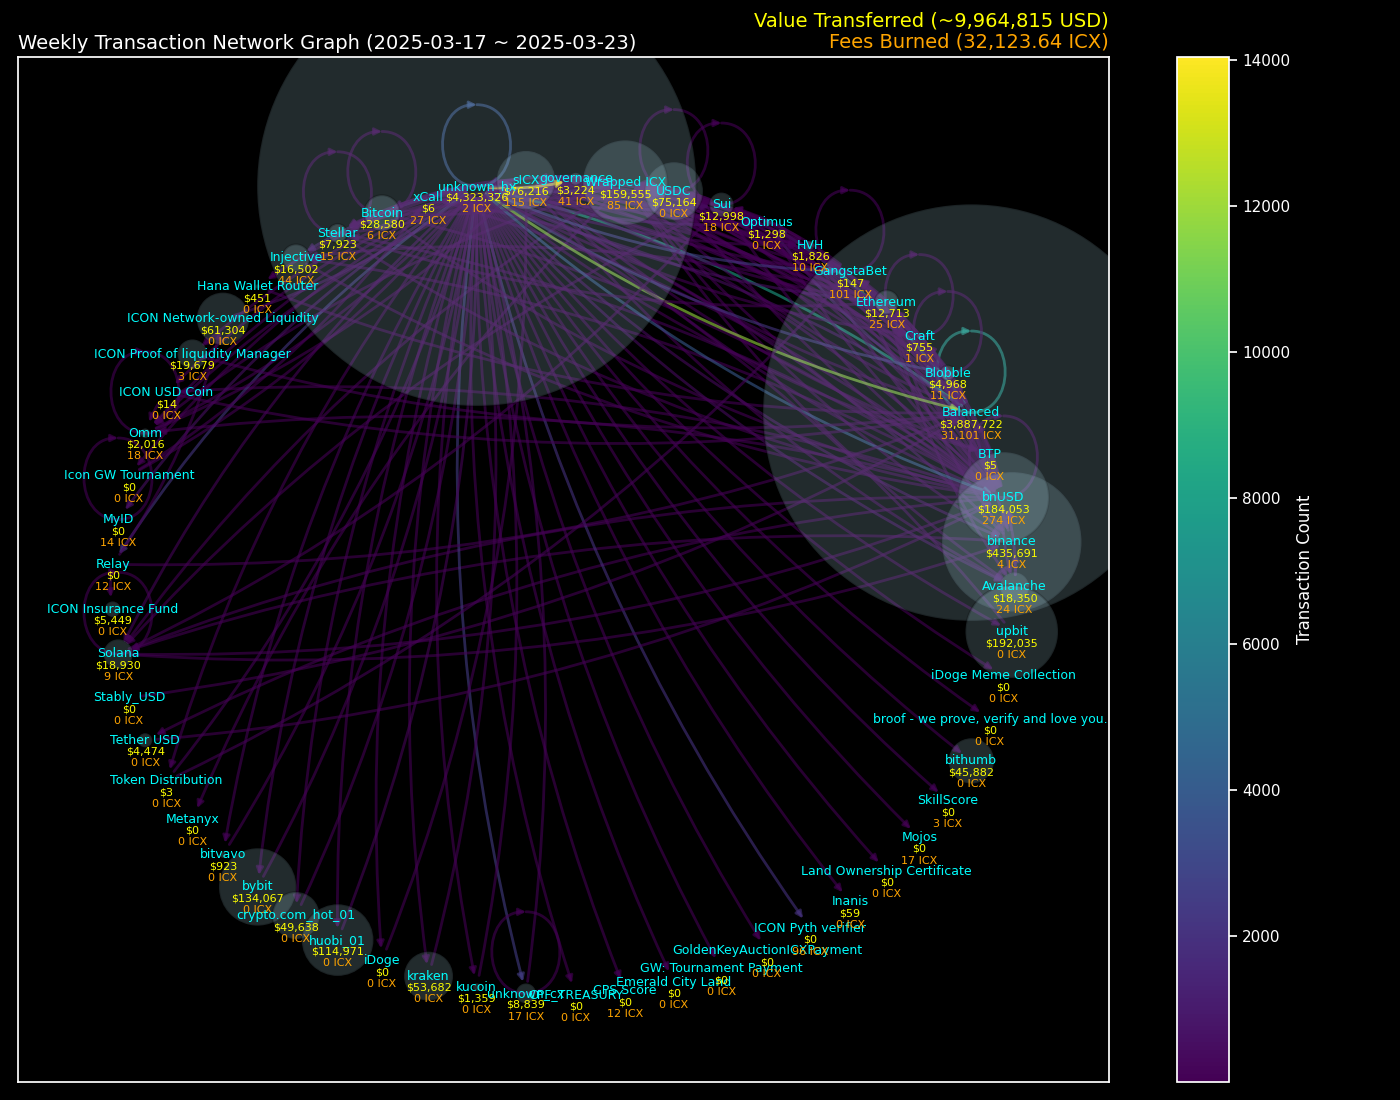 Value Transferred (~9,964,815 USD)
Weekly Transaction Network Graph (2025-03-17 ~ 2025-03-23)
Fees Burned (32,123.64 ICX)
unknown_hx
$4,323,326
2 ICX
sICX
$76,216
115 ICX
governance
$3,224
41 ICX
Wrapped ICX
$159,555
85 ICX
USDC
$75,164
0 ICX
Sui
$12,998
18 ICX
Optimus
$1,298
0 ICX
HVH
$1,826
10 ICX
GangstaBet
$147
101 ICX
Ethereum
$12,713
25 ICX
Craft
$755
1 ICX
Blobble
$4,968
11 ICX
Balanced
$3,887,722
31,101 ICX
BTP
$5
0 ICX
bnUSD
$184,053
274 ICX
binance
$435,691
4 ICX
Avalanche
$18,350
24 ICX
upbit
$192,035
0 ICX
iDoge Meme Collection
$0
0 ICX
broof - we prove, verify and love you.
$0
0 ICX
bithumb
$45,882
0 ICX
SkillScore
$0
3 ICX
Mojos
$0
17 ICX
Land Ownership Certificate
$0
0 ICX
Inanis
$59
0 ICX
ICON Pyth verifier
$0
GoldenKeyAuctionICXPayment
$0
0 ICX
GW: Tournament Payment
$0
0 ICX
Emerald City Land
$0
0 ICX
GPS Score
$0
12 ICX
CPF_TREASURY
$0
0 ICX
unknown_cx
$8,839
17 ICX
kucoin
$1,359
0 ICX
kraken
$53,682
0 ICX
iDoge
$0
0 ICX
huobi_01
$114,971
0 ICX
crypto.com_hot_01
$49,638
0 ICX
bybit
$134,067
0 ICX
bitvavo
$923
0 ICX
Metanyx
$0
0 ICX
Token Distribution
$3
0 ICX
Tether USD
$4,474
0 ICX
Stably_USD
$0
0 ICX
Solana
$18,930
9 ICX
ICON Insurance Fund
$5,449
0 ICX
Relay
$0
12 ICX
MyID
$0
14 ICX
Icon GW Tournament
$0
0 ICX
Omm
$2,016
18 ICX
ICON USD Coin
$14
0 ICX
ICON Proof of liquidity Manager
$19,679
3 ICX
ICON Network-owned Liquidity
$61,304
0 ICX
Hana Wallet Router
$451
0 ICX
Injective
$16,502
44 ICX
Stellar
$7,923
15 ICX
Bitcoin
$28,580
6 ICX
xCall
$6
27 ICX
14000
12000
10000
8000
6000
4000
2000
Transaction Count